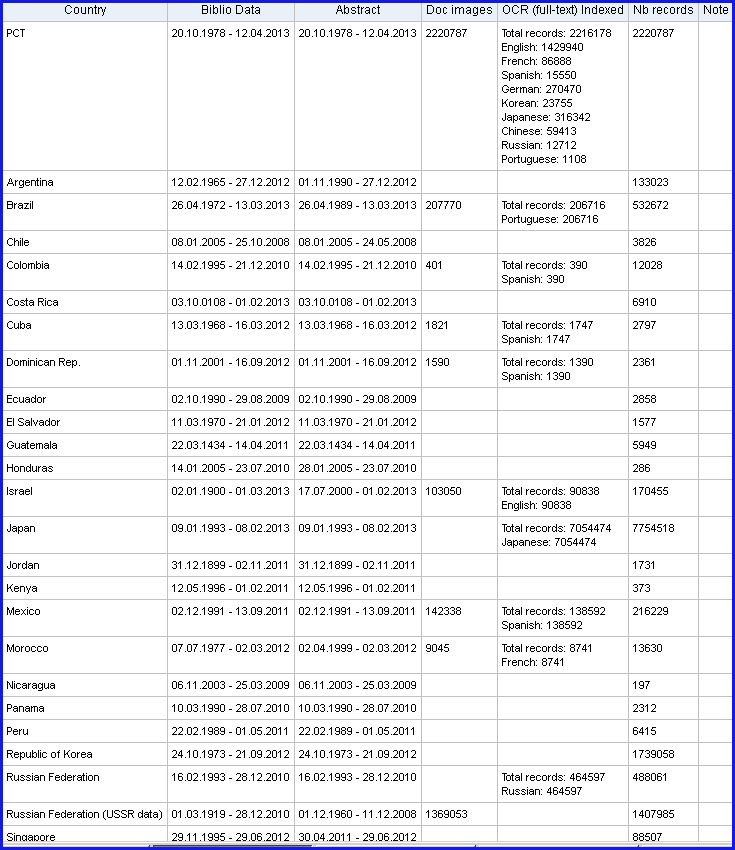 Country Biblio Data Abstract Doc images OCR (full-text) Indexed Nb records Note
PCT 20.10.1978 - 12.04.2013 20.10.1978 - 12.04.2013 2220787 Total records: 2216178 2220787
English: 1429940
French: 86888
Spanish: 15550
German: 270470
Korean: 23755
Japanese: 316342
Chinese: 59413
Russian: 12712
Portuguese: 1108
Argentina 12.02.1965 - 27.12.2012 01.11.1990 - 27.12.2012 133023
Brazil 26.04.1972 - 13.03.2013 26.04.1989 - 13.03.2013 207770 Total records: 206716 532672
Portuguese: 206716
Chile 08.01.2005 - 25.10.2008 08.01.2005 - 24.05.2008 3826
Colombia 14.02.1995 - 21.12.2010 14.02.1995 - 21.12.2010 401 Total records: 390 12028
Spanish: 390
Costa Rica 03.10.0108 - 01.02.2013 03.10.0108 - 01.02.2013 6910
Cuba 13.03.1968 - 16.03.2012 13.03.1968 - 16.03.2012 1821 Total records: 1747 2797
Spanish: 1747
Dominican Rep. 01.11.2001 - 16.09.2012 01.11.2001 - 16.09.2012 1590 Total records: 1390 2361
Spanish: 1390
Ecuador 02.10.1990 - 29.08.2009 02.10.1990 - 29.08.2009 2858
El Salvador 11.03.1970 - 21.01.2012 11.03.1970 - 21.01.2012 1577
Guatemala 22.03.1434 - 14.04.2011 22.03.1434 - 14.04.2011 5949
Honduras 14.01.2005 - 23.07.2010 28.01.2005 - 23.07.2010 286
Israel 02.01.1900 - 01.03.2013 17.07.2000 - 01.02.2013 103050 Total records: 90838 170455
English: 90838
Japan 09.01.1993 - 08.02.2013 09.01.1993 - 08.02.2013 Total records: 7054474 7754518
Japanese: 7054474
Jordan 31.12.1899 - 02.11.2011 31.12.1899 - 02.11.2011 1731
Kenya 12.05.1996 - 01.02.2011 12.05.1996 - 01.02.2011 373
Mexico 02.12.1991 - 13.09.2011 02.12.1991 - 13.09.2011 142338 Total records: 138592 216229
Spanish: 138592
Morocco 07.07.1977 - 02.03.2012 02.04.1999 - 02.03.2012 9045 Total records: 8741 13630
French: 8741
Nicaragua 06.11.2003 - 25.03.2009 06.11.2003 - 25.03.2009 197
Panama 10.03.1990 - 28.07.2010 10.03.1990 - 28.07.2010 2312
Peru 22.02.1989 - 01.05.2011 22.02.1989 - 01.05.2011 6415
Republic of Korea 24.10.1973 - 21.09.2012 24.10.1973 - 21.09.2012 1739058
Russian Federation 16.02.1993 - 28.12.2010 16.02.1993 - 28.12.2010 Total records: 464597 488061
Russian: 464597
Russian Federation (USSR data) 01.03.1919 - 28.12.2010 01.12.1960 - 11.12.2008 1369053 1407985
Singapore 29.11.1995 - 29.06.2012 30.04.2011 - 29.06.2012 88507